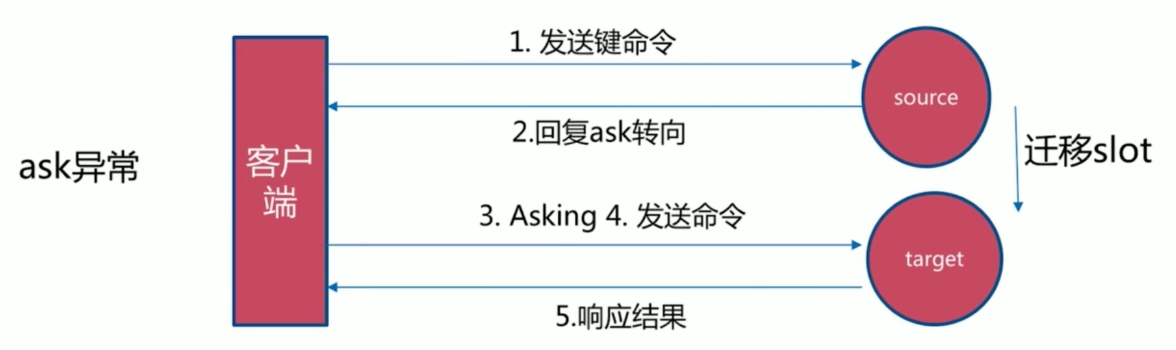 1. 发送键命令
source
2.回复ask转向
迁移slot
ask异常
客户
端
3. Asking 4. 发送命令
target
5.响应结果